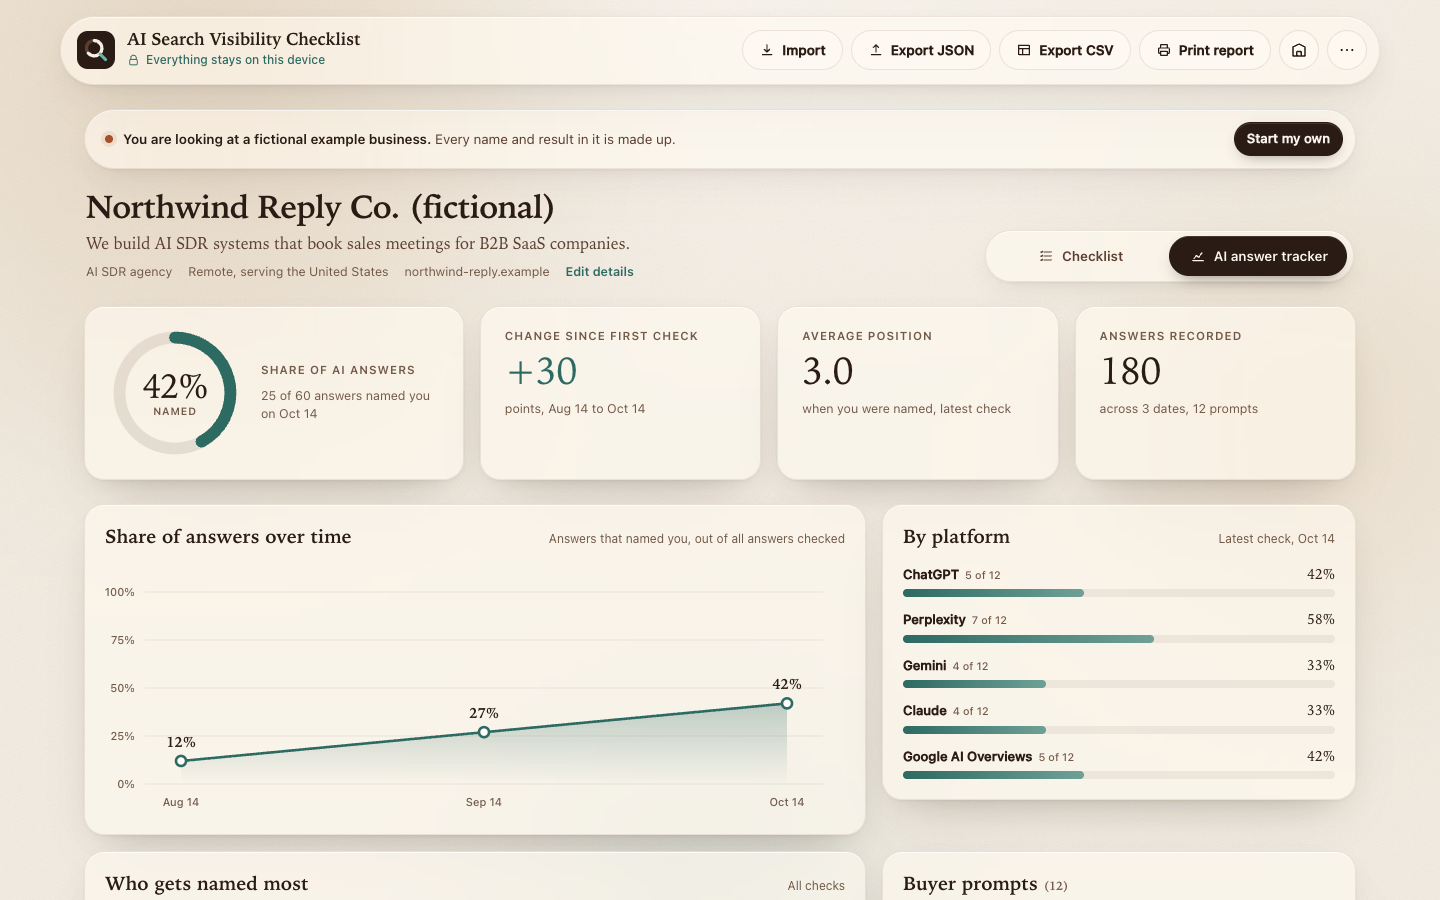 AI Search Visibility Checklist
Everything stays on this device
Import
Export JSON
Export CSV
Print report
You are looking at a fictional example business. Every name and result in it is made up.
Start my own
Northwind Reply Co. (fictional)
We build AI SDR systems that book sales meetings for B2B SaaS companies.
AI SDR agency Remote, serving the United States northwind-reply.example Edit details
Checklist
AI answer tracker
42%
NAMED
SHARE OF AI ANSWERS
25 of 60 answers named you
on Oct 14
CHANGE SINCE FIRST CHECK
+30
points, Aug 14 to Oct 14
AVERAGE POSITION
3.0
when you were named, latest check
ANSWERS RECORDED
180
across 3 dates, 12 prompts
Share of answers over time
Answers that named you, out of all answers checked
100%
75%
50%
25%
0%
12%
27%
42%
Aug 14
Sep 14
Oct 14
By platform
Latest check, Oct 14
ChatGPT 5 of 12 42%
Perplexity 7 of 12 58%
Gemini 4 of 12 33%
Claude 4 of 12 33%
Google AI Overviews 5 of 12 42%
Who gets named most
All checks
Buyer prompts (12)